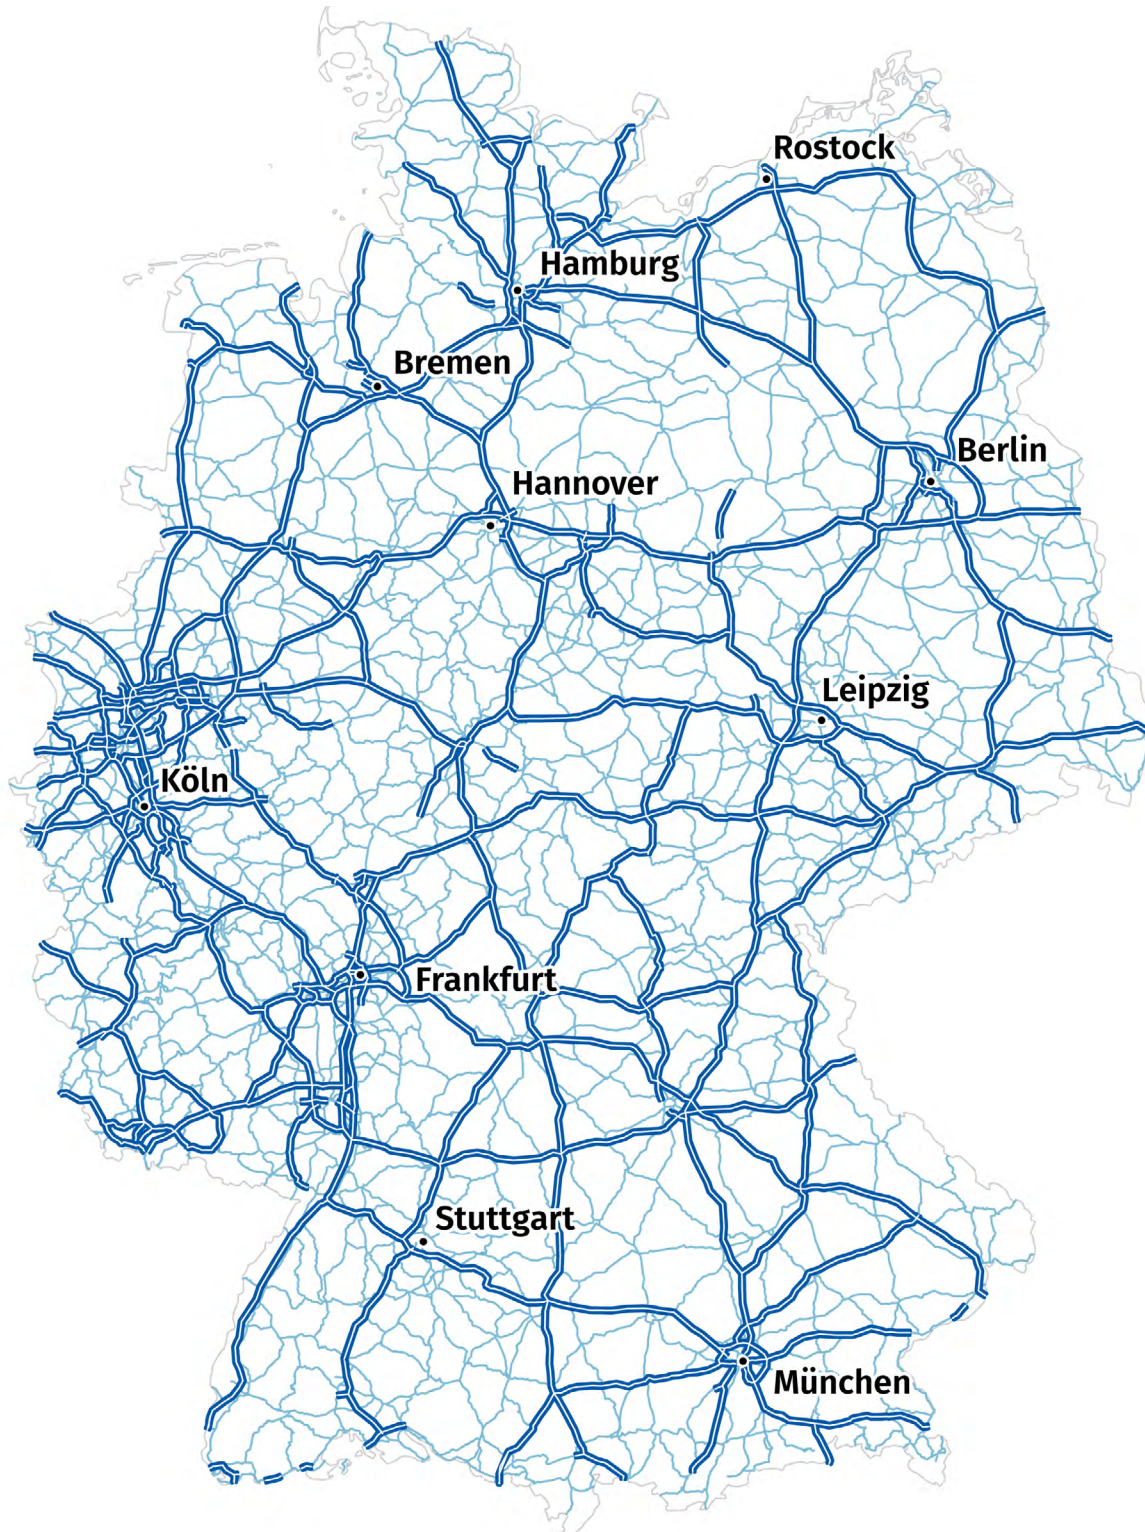 Rostock
Hamburg
Bremen
Berlin
Hannover
Leipzig
Köln
Frankfurt
Stuttgart
München